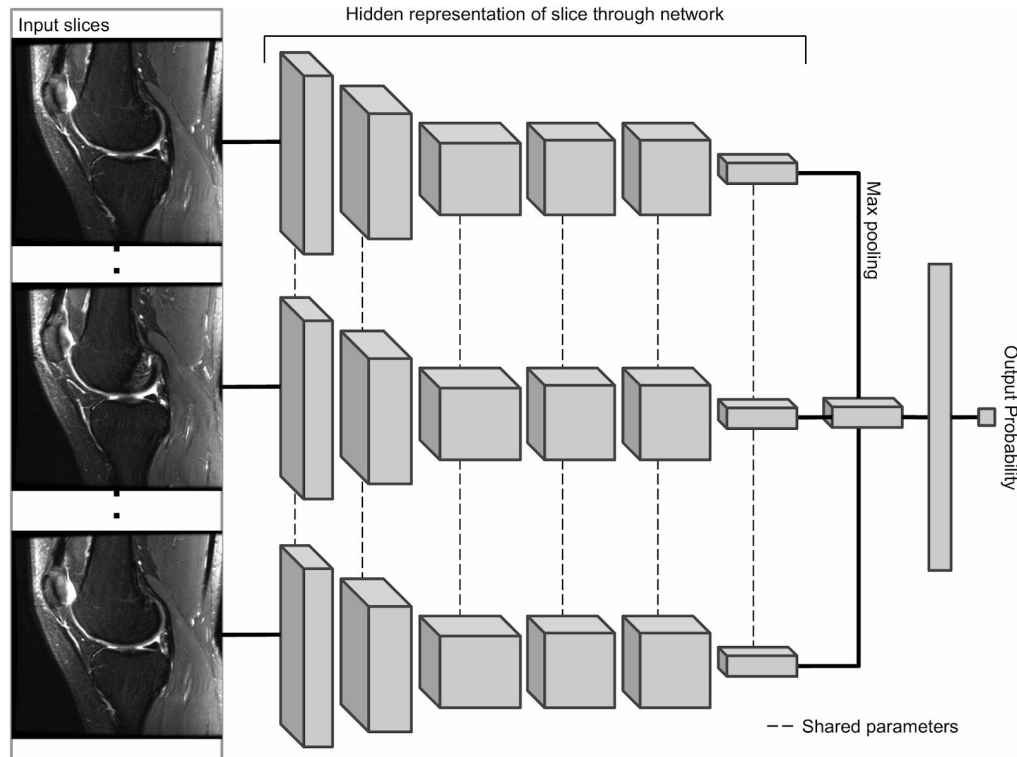 Hidden representation of slice through network
Input slices
Max pooling
Output Probability
Shared parameters